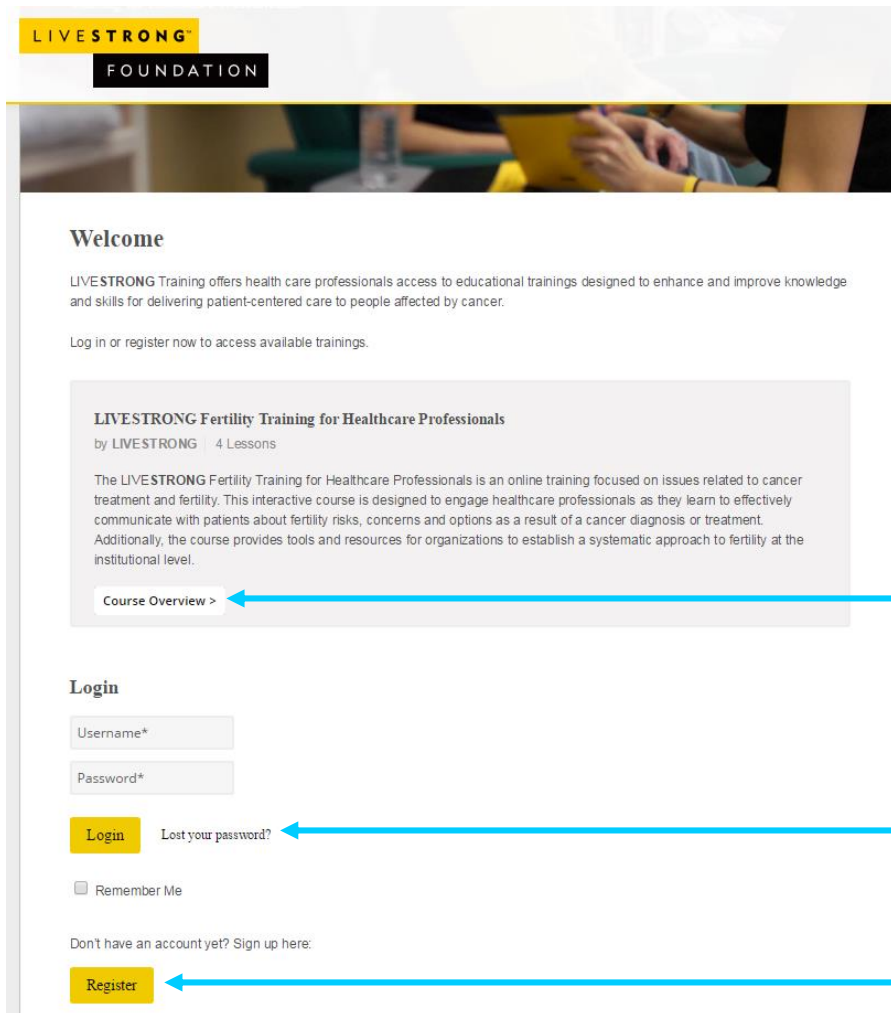 LIVESTRONG™
FOUNDATION
Welcome
LIVESTRONG Training offers health care professionals access to educational trainings designed to enhance and improve knowledge
and skills for delivering patient-centered care to people affected by cancer.
Log in or register now to access available trainings.
LIVESTRONG Fertility Training for Healthcare Professionals
by LIVESTRONG | 4 Lessons
The LIVESTRONG Fertility Training for Healthcare Professionals is an online training focused on issues related to cancer
treatment and fertility. This interactive course is designed to engage healthcare professionals as they learn to effectively
communicate with patients about fertility risks, concerns and options as a result of a cancer diagnosis or treatment.
Additionally, the course provides tools and resources for organizations to establish a systematic approach to fertility at the
institutional level.
Course Overview >
Login
Username*
Password*
Login Lost your password?
Remember Me
Don't have an account yet? Sign up here:
Register